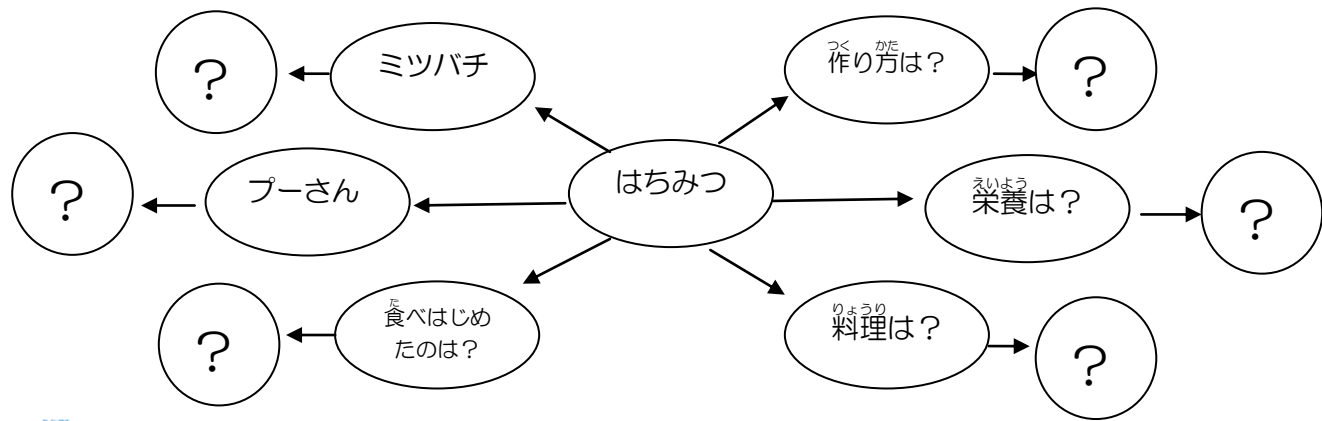 ミツバチ
？
作り方は？
つく かた
？
プーさん
？
はちみつ
栄養は？
えいよう
？
食べはじめ
た
たのは？
？
料理は？
りょうり
？